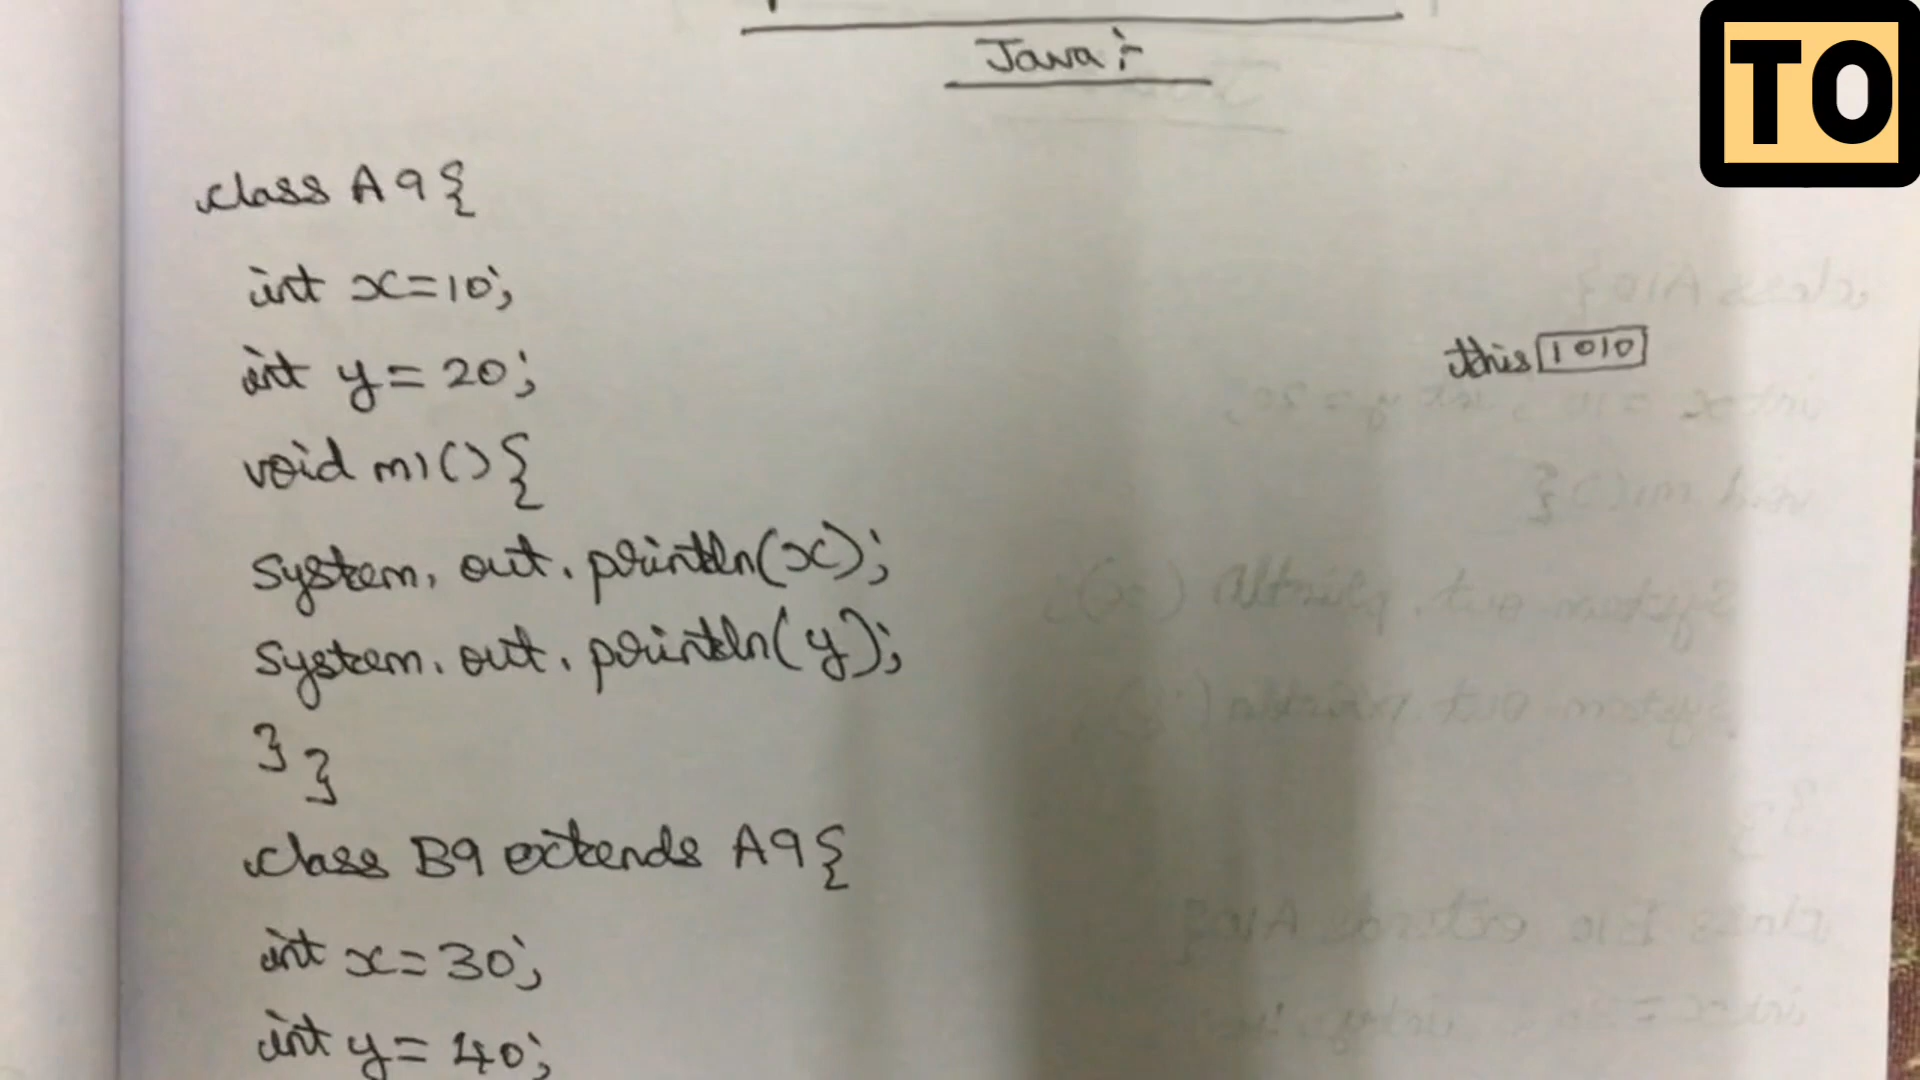 Java :-
TO
class A9{
int x=10;
int y=20;
this 1010
void m1(){
system.out.println(x);
system.out.println(y);
}}
class B9 extends A9{
int x=30;
int y=40;